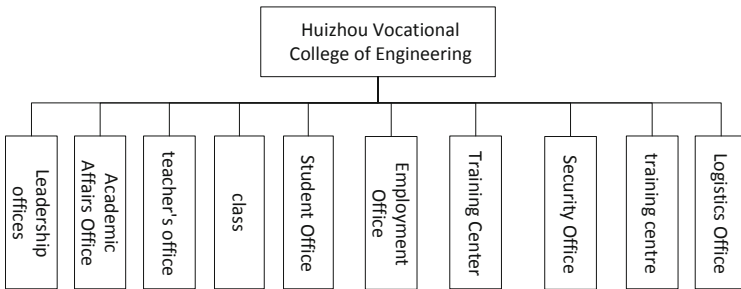 Huizhou Vocational
College of Engineering
Leadership
offices
Academic
Affairs Office
teacher's office
class
Student Office
Employment
Office
Training Center
Security Office
training centre
Logistics Office